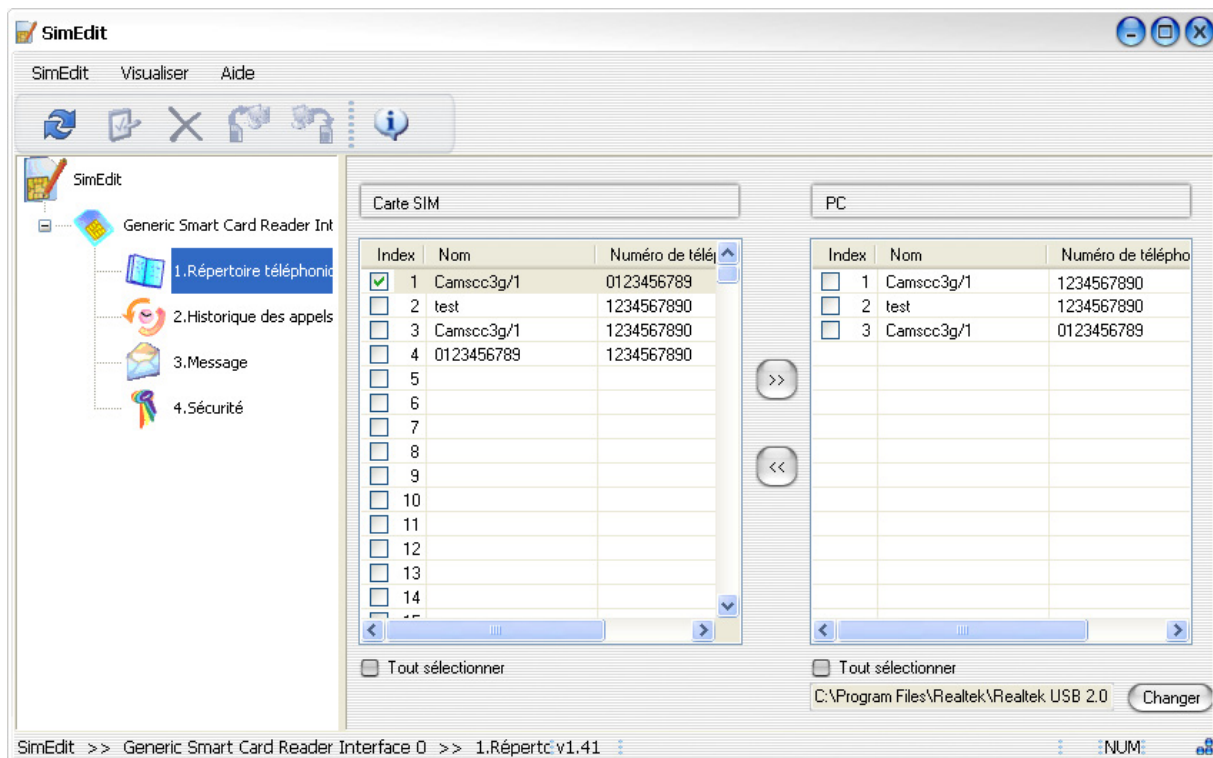 SimEdit
SimEdit Visualiser Aide
SimEdit
Generic Smart Card Reader Int
1.Répertoire téléphonic
2.Historique des appels
3.Message
4.Sécurité
Carte SIM
Index Nom Numéro de télép
1 Camscc3g/1 0123456789
2 test 1234567890
3 Camscc3g/1 1234567890
4 0123456789 1234567890
5
6
7
8
9
10
11
12
13
14
15
Tout sélectionner
>>
<<
PC
Index Nom Numéro de télépho
1 Camscc3g/1 1234567890
2 test 1234567890
3 Camscc3g/1 0123456789
Tout sélectionner
C:\Program Files\Realtek\Realtek USB 2.0 Changer
SimEdit >> Generic Smart Card Reader Interface 0 >> 1.Réperto v1.41 NUM